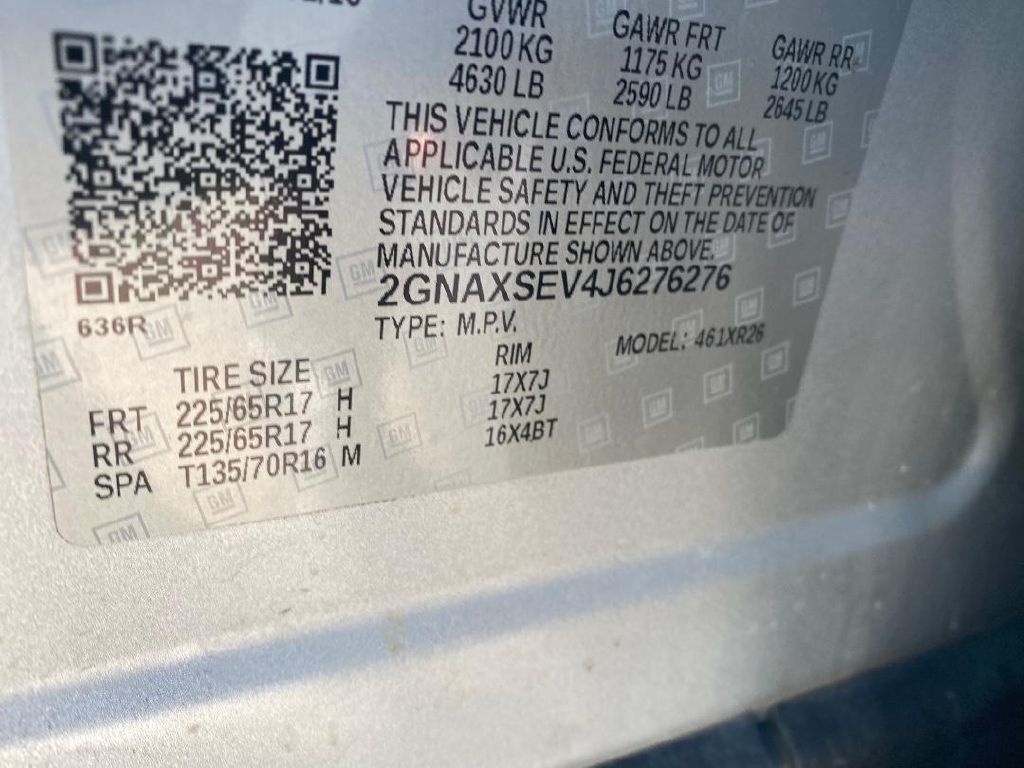 GVWR
2100 KG
4630 LB
GAWR FRT
1175 KG
2590 LB
GAWR RR
1200 KG
2645 LB
THIS VEHICLE CONFORMS TO ALL
APPLICABLE U.S. FEDERAL MOTOR
VEHICLE SAFETY AND THEFT PREVENTION
STANDARDS IN EFFECT ON THE DATE OF
MANUFACTURE SHOWN ABOVE.
2GNAXSEV4J6276276
TYPE: M.P.V.
MODEL: 461XR26
636R
TIRE SIZE RIM
FRT 225/65R17 H 17X7J
RR 225/65R17 H 17X7J
SPA T135/70R16 M 16X4BT